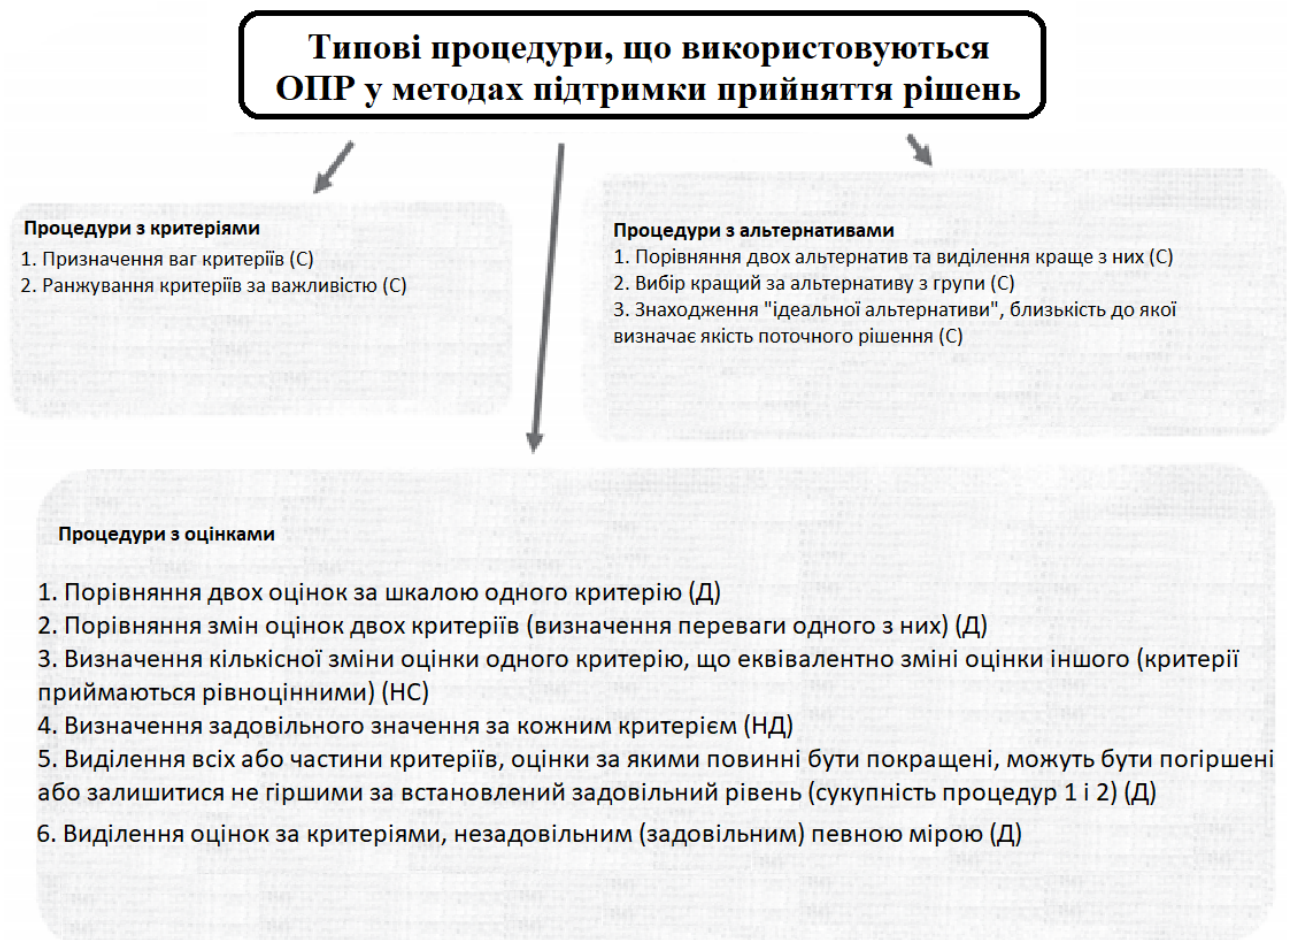 Типові процедури, що використовуються
ОПР у методах підтримки прийняття рішень
Процедури з критеріями
1. Призначення ваг критеріїв (С)
2. Ранжування критеріїв за важливістю (С)
Процедури з альтернативами
1. Порівняння двох альтернатив та виділення краще з них (С)
2. Вибір кращий за альтернативу з групи (С)
3. Знаходження "ідеальної альтернативи", близькість до якої
визначає якість поточного рішення (С)
Процедури з оцінками
1. Порівняння двох оцінок за шкалою одного критерію (Д)
2. Порівняння змін оцінок двох критеріїв (визначення переваги одного з них) (Д)
3. Визначення кількісної зміни оцінки одного критерію, що еквівалентно зміні оцінки іншого (критерії
приймаються рівноцінними) (НС)
4. Визначення задовільного значення за кожним критерієм (НД)
5. Виділення всіх або частини критеріїв, оцінки за якими повинні бути покращені, можуть бути погіршені
або залишитися не гіршими за встановлений задовільний рівень (сукупність процедур 1 і 2) (Д)
6. Виділення оцінок за критеріями, незадовільним (задовільним) певною мірою (Д)